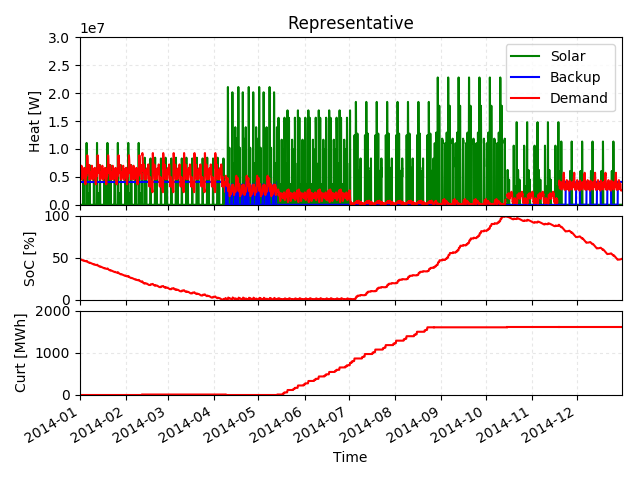 Representative
1e7
3.0
2.5
2.0
1.5
1.0
0.5
0.0
Heat [W]
Solar
Backup
Demand
100
50
0
SoC [%]
2000
1000
0
Curt [MWh]
2014-01
2014-02
2014-03
2014-04
2014-05
2014-06
2014-07
2014-08
2014-09
2014-10
2014-11
2014-12
Time